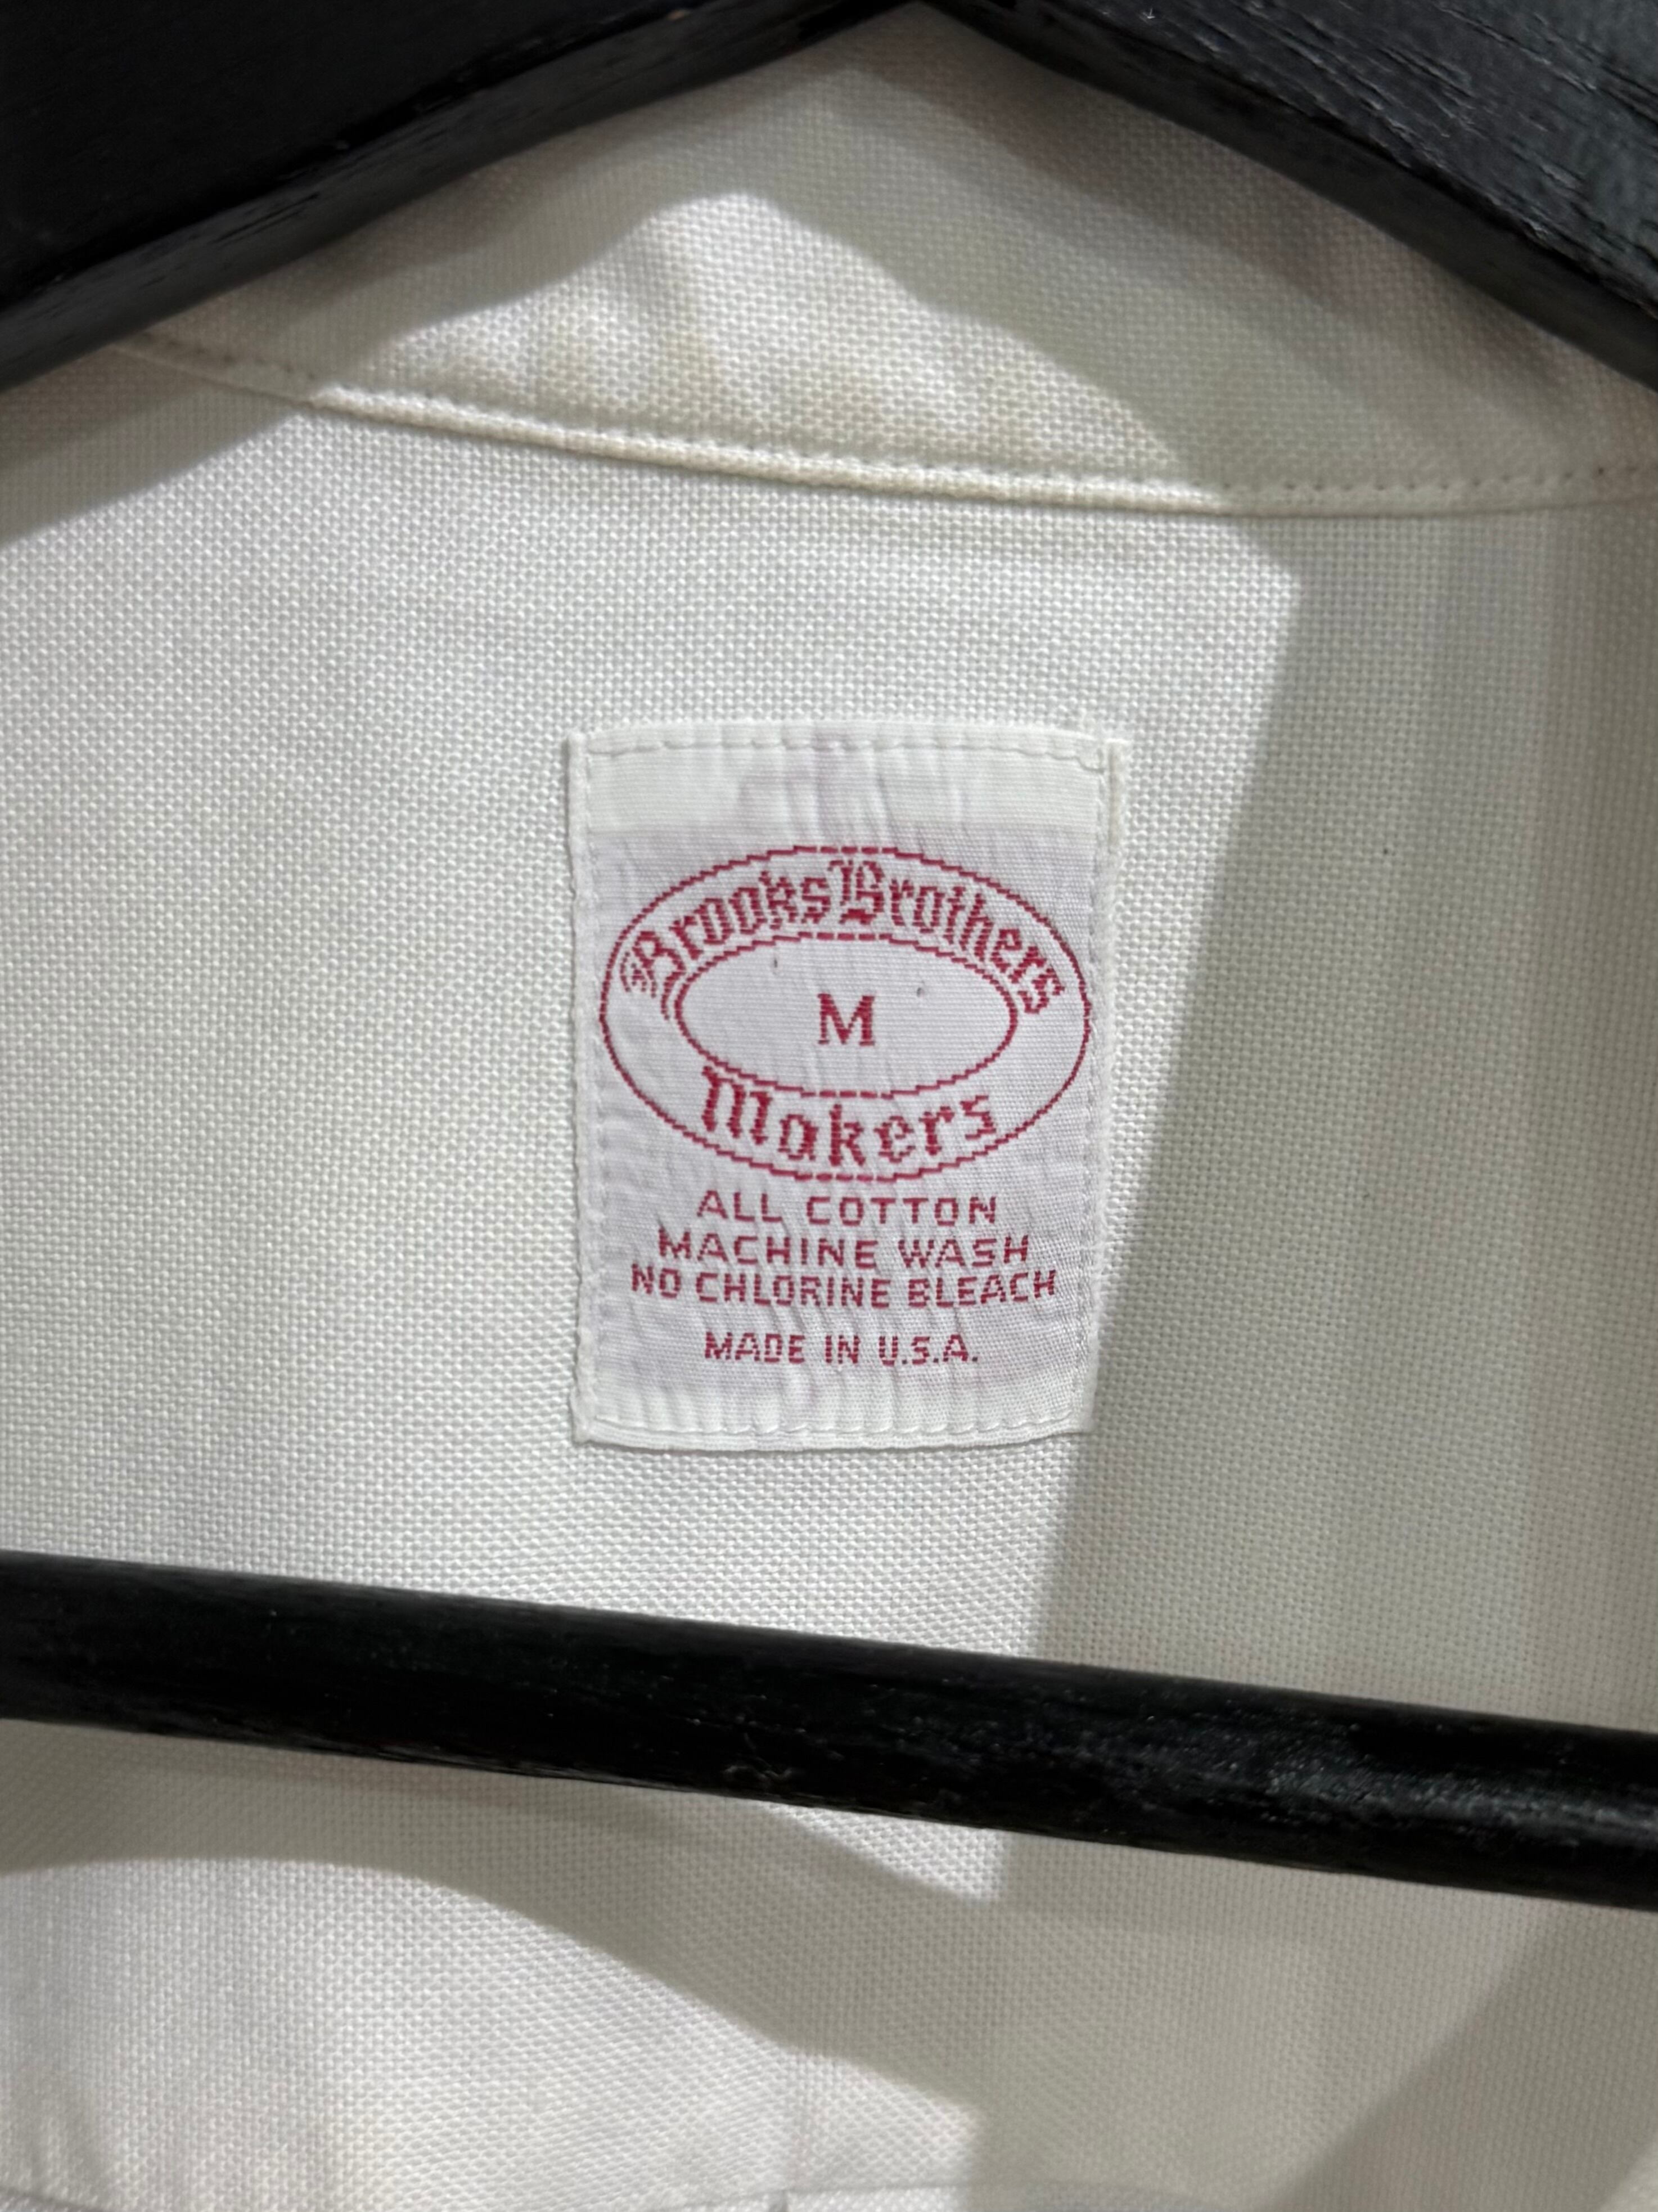 Brooks Brothers
M
Makers
ALL COTTON
MACHINE WASH
NO CHLORINE BLEACH
MADE IN U.S.A.